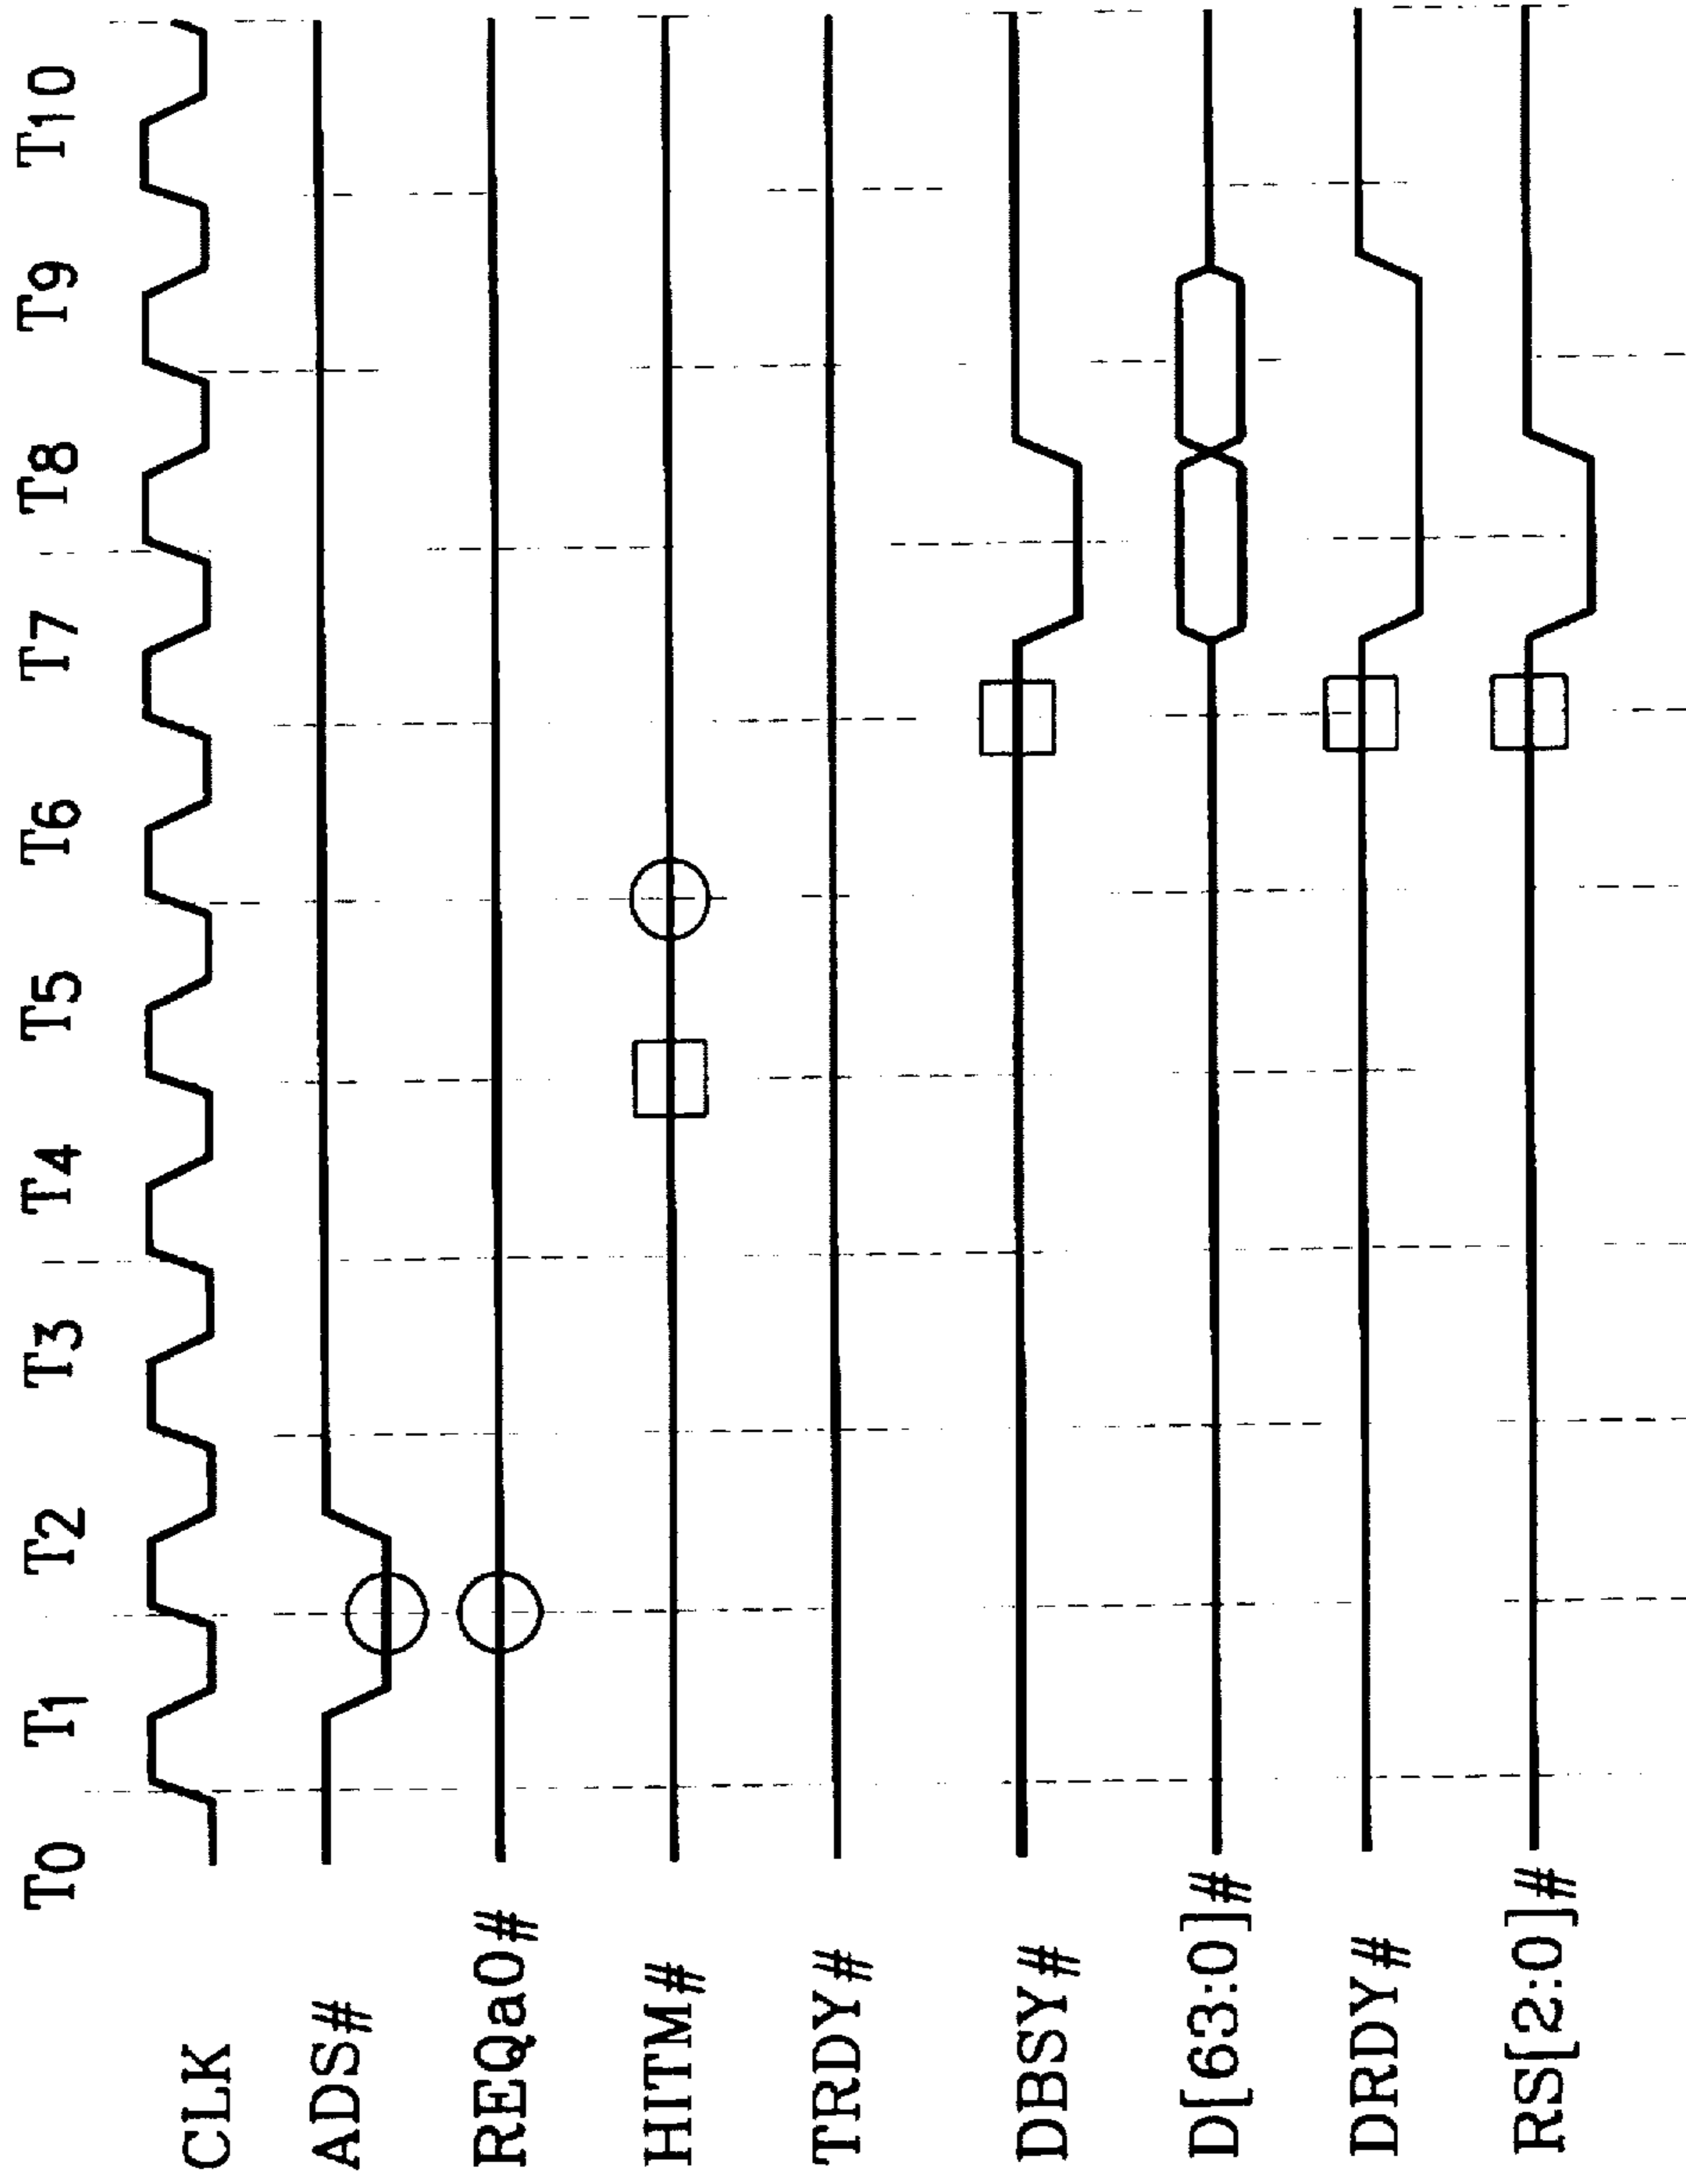 T0 T1 T2 T3 T4 T5 T6 T7 T8 T9 T10
CLK
ADS#
REQa0#
HITM#
TRDY#
DBSY#
D[63:0]#
DRDY#
RS[2:0]#